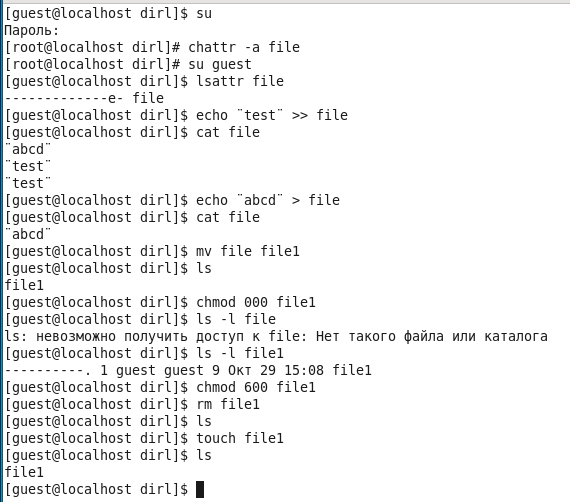 [guest@localhost dirl]$ su
Пароль:
[root@localhost dirl]# chattr -a file
[root@localhost dirl]# su guest
[guest@localhost dirl]$ lsattr file
-------------e- file
[guest@localhost dirl]$ echo ¨test¨ >> file
[guest@localhost dirl]$ cat file
¨abcd¨
¨test¨
¨test¨
[guest@localhost dirl]$ echo ¨abcd¨ > file
[guest@localhost dirl]$ cat file
¨abcd¨
[guest@localhost dirl]$ mv file file1
[guest@localhost dirl]$ ls
file1
[guest@localhost dirl]$ chmod 000 file1
[guest@localhost dirl]$ ls -l file
ls: невозможно получить доступ к file: Нет такого файла или каталога
[guest@localhost dirl]$ ls -l file1
----------. 1 guest guest 9 Окт 29 15:08 file1
[guest@localhost dirl]$ chmod 600 file1
[guest@localhost dirl]$ rm file1
[guest@localhost dirl]$ ls
[guest@localhost dirl]$ touch file1
[guest@localhost dirl]$ ls
file1
[guest@localhost dirl]$